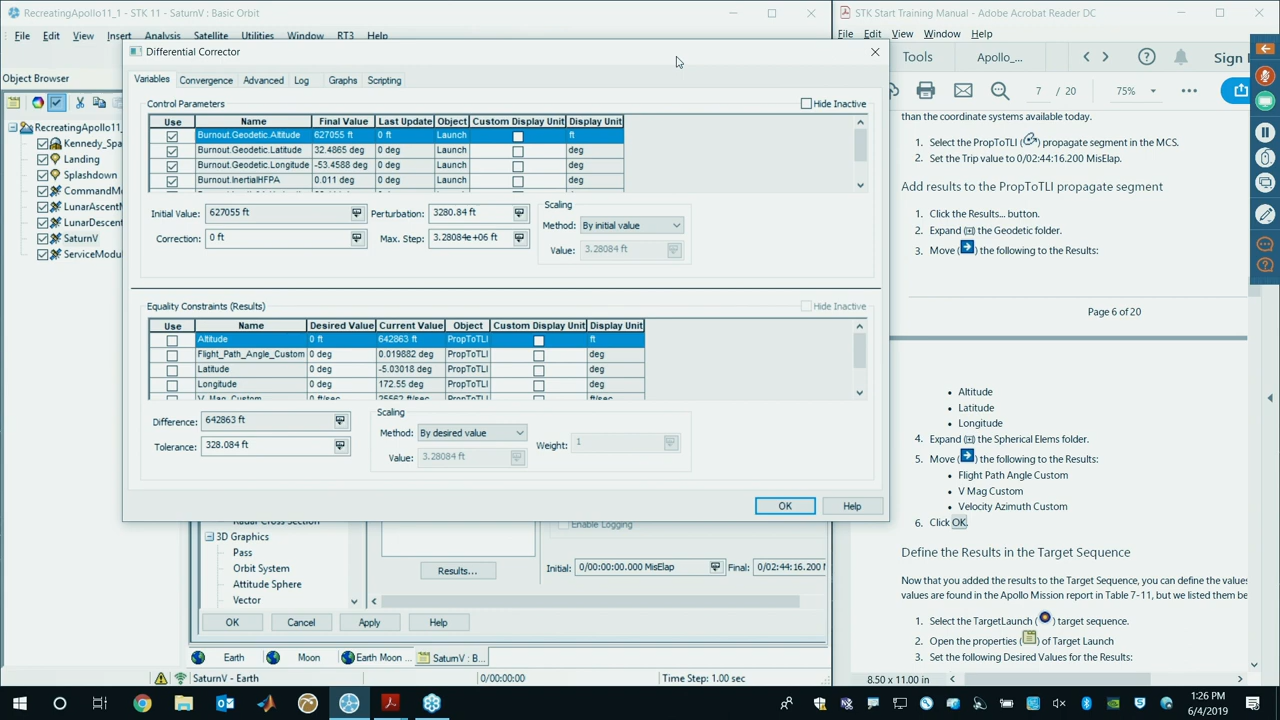 RecreatingApollo11_1 - STK 11 - SaturnV : Basic Orbit
File Edit View Insert Analysis Satellite Utilities Window RT3 Help
Object Browser
RecreatingApollo11_
Kennedy_Spa
Landing
Splashdown
CommandM
LunarAscentM
LunarDescent
SaturnV
ServiceModu
Differential Corrector
Variables Convergence Advanced Log Graphs Scripting
Control Parameters Hide Inactive
Use Name Final Value Last Update Object Custom Display Unit Display Unit
Burnout.Geodetic.Altitude 627055 ft 0 ft Launch ft
Burnout.Geodetic.Latitude 32.4865 deg 0 deg Launch deg
Burnout.Geodetic.Longitude -53.4588 deg 0 deg Launch deg
Burnout.InertialHFPA 0.011 deg 0 deg Launch deg
Initial Value: 627055 ft Perturbation: 3280.84 ft
Correction: 0 ft Max. Step: 3.28084e+06 ft
Scaling
Method: By initial value
Value: 3.28084 ft
Equality Constraints (Results) Hide Inactive
Use Name Desired Value Current Value Object Custom Display Unit Display Unit
Altitude 0 ft 642863 ft PropToTLI ft
Flight_Path_Angle_Custom 0 deg 0.019882 deg PropToTLI deg
Latitude 0 deg -5.03018 deg PropToTLI deg
Longitude 0 deg 172.55 deg PropToTLI deg
V_Mag_Custom 0 ft/sec 25562 ft/sec PropToTLI ft/sec
Difference: 642863 ft
Tolerance: 328.084 ft
Scaling
Method: By desired value
Value: 3.28084 ft
Weight: 1
OK Help
Radar Cross Section
3D Graphics
Pass
Orbit System
Attitude Sphere
Vector
Enable Logging
Results...
Initial: 0/00:00:00.000 MisElap Final: 0/02:44:16.200 M
OK Cancel Apply Help
Earth Moon Earth Moon ... SaturnV : B...
SaturnV - Earth 0/00:00:00 Time Step: 1.00 sec
STK Start Training Manual - Adobe Acrobat Reader DC
File Edit View Window Help
Tools Apollo_... Sign
7 / 20 75%
than the coordinate systems available today.
1. Select the PropToTLI ( ) propagate segment in the MCS.
2. Set the Trip value to 0/02:44:16.200 MisElap.
Add results to the PropToTLI propagate segment
1. Click the Results... button.
2. Expand ( ) the Geodetic folder.
3. Move ( ) the following to the Results:
Page 6 of 20
• Altitude
• Latitude
• Longitude
4. Expand ( ) the Spherical Elems folder.
5. Move ( ) the following to the Results:
• Flight Path Angle Custom
• V Mag Custom
• Velocity Azimuth Custom
6. Click OK.
Define the Results in the Target Sequence
Now that you added the results to the Target Sequence, you can define the values
values are found in the Apollo Mission report in Table 7-11, but we listed them be
1. Select the TargetLaunch ( ) target sequence.
2. Open the properties ( ) of Target Launch
3. Set the following Desired Values for the Results:
8.50 x 11.00 in
1:26 PM
6/4/2019